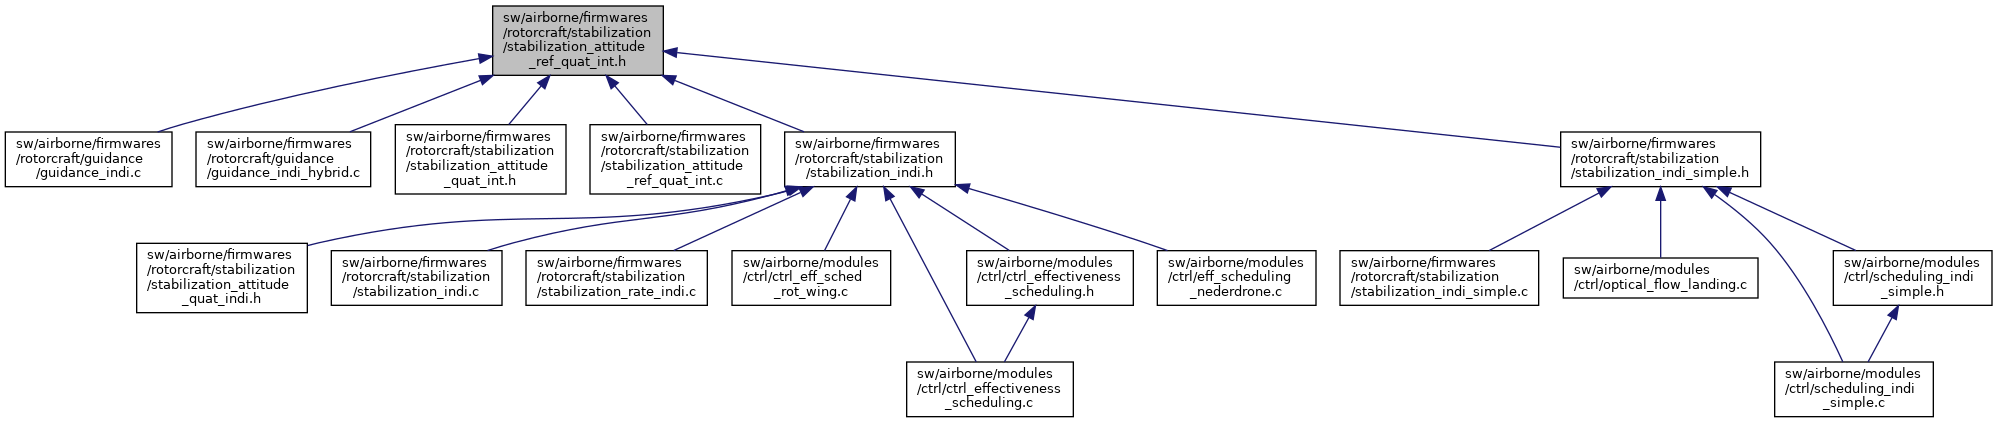 sw/airborne/firmwares
/rotorcraft/stabilization
/stabilization_attitude
_ref_quat_int.h
sw/airborne/firmwares
/rotorcraft/guidance
/guidance_indi.c
sw/airborne/firmwares
/rotorcraft/guidance
/guidance_indi_hybrid.c
sw/airborne/firmwares
/rotorcraft/stabilization
/stabilization_attitude
_quat_int.h
sw/airborne/firmwares
/rotorcraft/stabilization
/stabilization_attitude
_ref_quat_int.c
sw/airborne/firmwares
/rotorcraft/stabilization
/stabilization_indi.h
sw/airborne/firmwares
/rotorcraft/stabilization
/stabilization_indi_simple.h
sw/airborne/firmwares
/rotorcraft/stabilization
/stabilization_attitude
_quat_indi.h
sw/airborne/firmwares
/rotorcraft/stabilization
/stabilization_indi.c
sw/airborne/firmwares
/rotorcraft/stabilization
/stabilization_rate_indi.c
sw/airborne/modules
/ctrl/ctrl_eff_sched
_rot_wing.c
sw/airborne/modules
/ctrl/ctrl_effectiveness
_scheduling.h
sw/airborne/modules
/ctrl/eff_scheduling
_nederdrone.c
sw/airborne/firmwares
/rotorcraft/stabilization
/stabilization_indi_simple.c
sw/airborne/modules
/ctrl/optical_flow_landing.c
sw/airborne/modules
/ctrl/scheduling_indi
_simple.h
sw/airborne/modules
/ctrl/ctrl_effectiveness
_scheduling.c
sw/airborne/modules
/ctrl/scheduling_indi
_simple.c